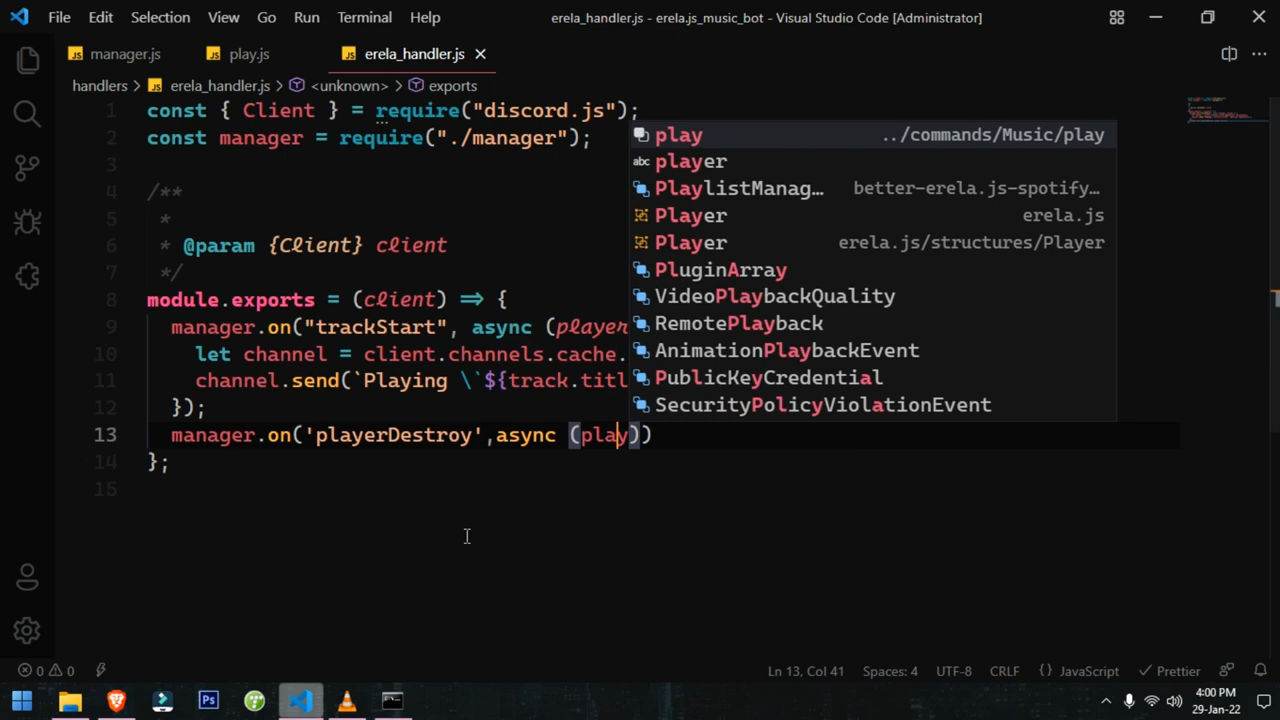 File Edit Selection View Go Run Terminal Help erela_handler.js - erela.js_music_bot - Visual Studio Code [Administrator]
JS manager.js JS play.js JS erela_handler.js
handlers > JS erela_handler.js > <unknown> > exports
1 const { Client } = require("discord.js");
2 const manager = require("./manager");
3
4 /**
5 *
6 * @param {Client} client
7 */
8 module.exports = (client) => {
9 manager.on("trackStart", async (player
10 let channel = client.channels.cache.
11 channel.send(`Playing \`${track.titl
12 });
13 manager.on('playerDestroy',async (play))
14 };
15
play ../commands/Music/play
abc player
PlaylistManag… better-erela.js-spotify…
Player erela.js
Player erela.js/structures/Player
PluginArray
VideoPlaybackQuality
RemotePlayback
AnimationPlaybackEvent
PublicKeyCredential
SecurityPolicyViolationEvent
0 0 Ln 13, Col 41 Spaces: 4 UTF-8 CRLF {} JavaScript Prettier
Ps 4:00 PM
29-Jan-22